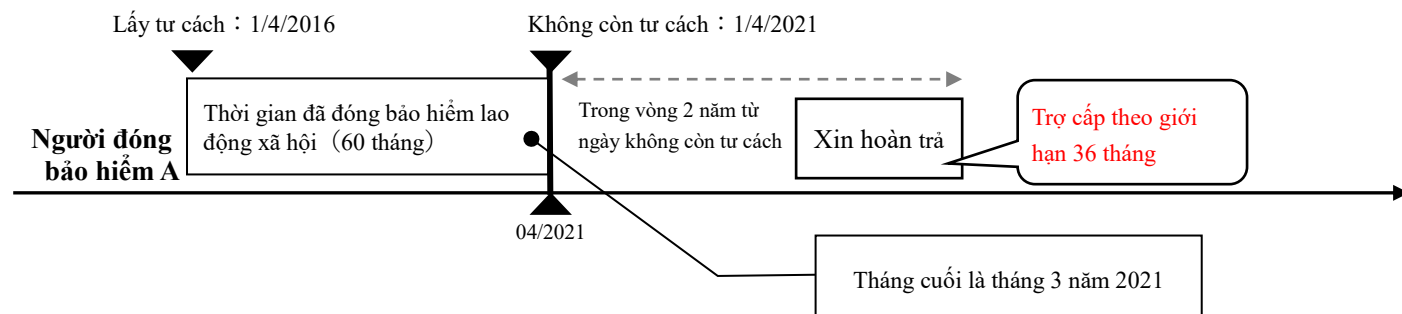 Lấy tư cách：1/4/2016
Không còn tư cách：1/4/2021
Thời gian đã đóng bảo hiểm lao
động xã hội（60 tháng）
Người đóng
bảo hiểm A
Trong vòng 2 năm từ
ngày không còn tư cách
Xin hoàn trả
Trợ cấp theo giới
hạn 36 tháng
04/2021
Tháng cuối là tháng 3 năm 2021